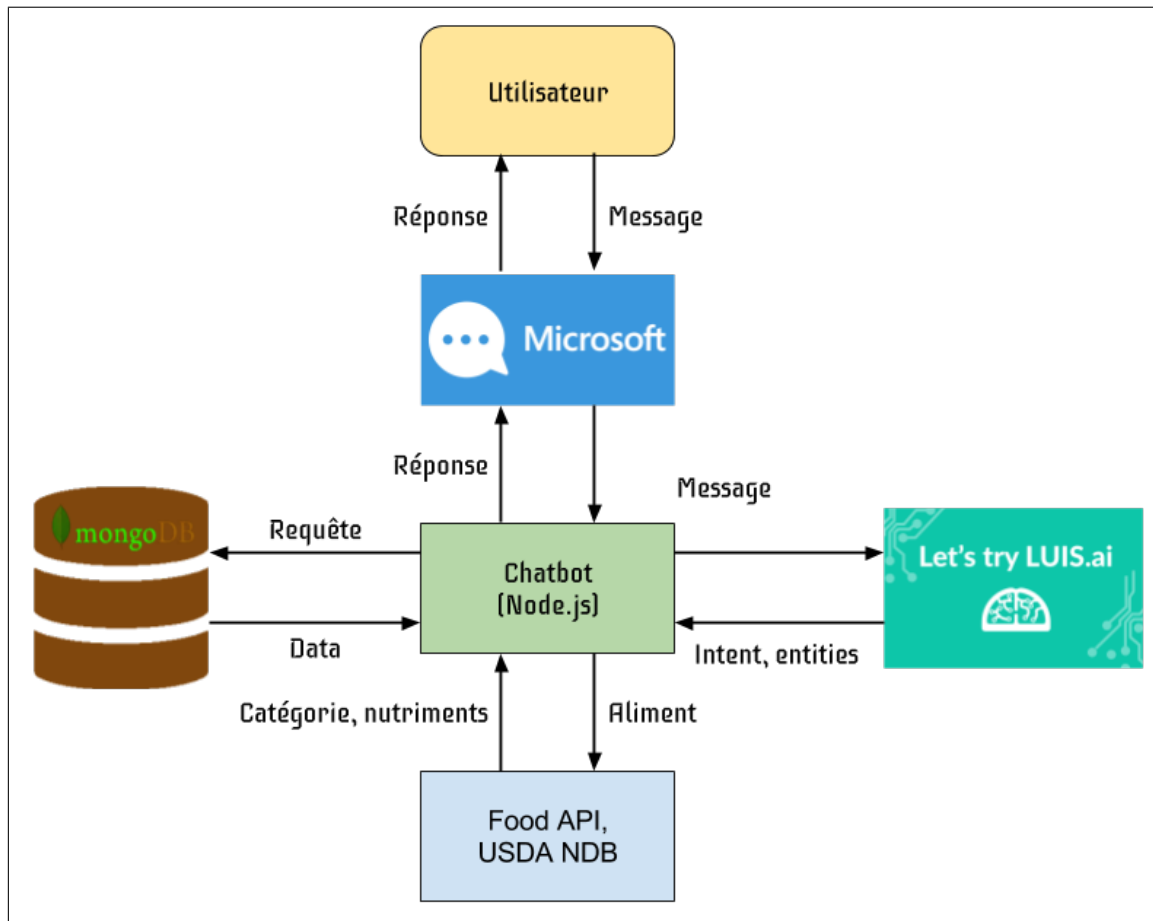 Utilisateur
Réponse
Message
Microsoft
Réponse
Message
mongoDB
Requête
Chatbot
(Node.js)
Let's try LUIS.ai
Data
Intent, entities
Catégorie, nutriments
Aliment
Food API,
USDA NDB